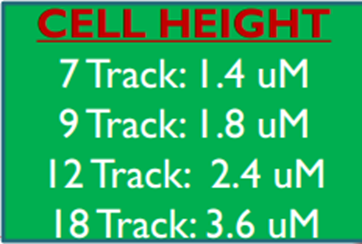 CELL HEIGHT
7 Track: 1.4 uM
9 Track: 1.8 uM
12 Track: 2.4 uM
18 Track: 3.6 uM